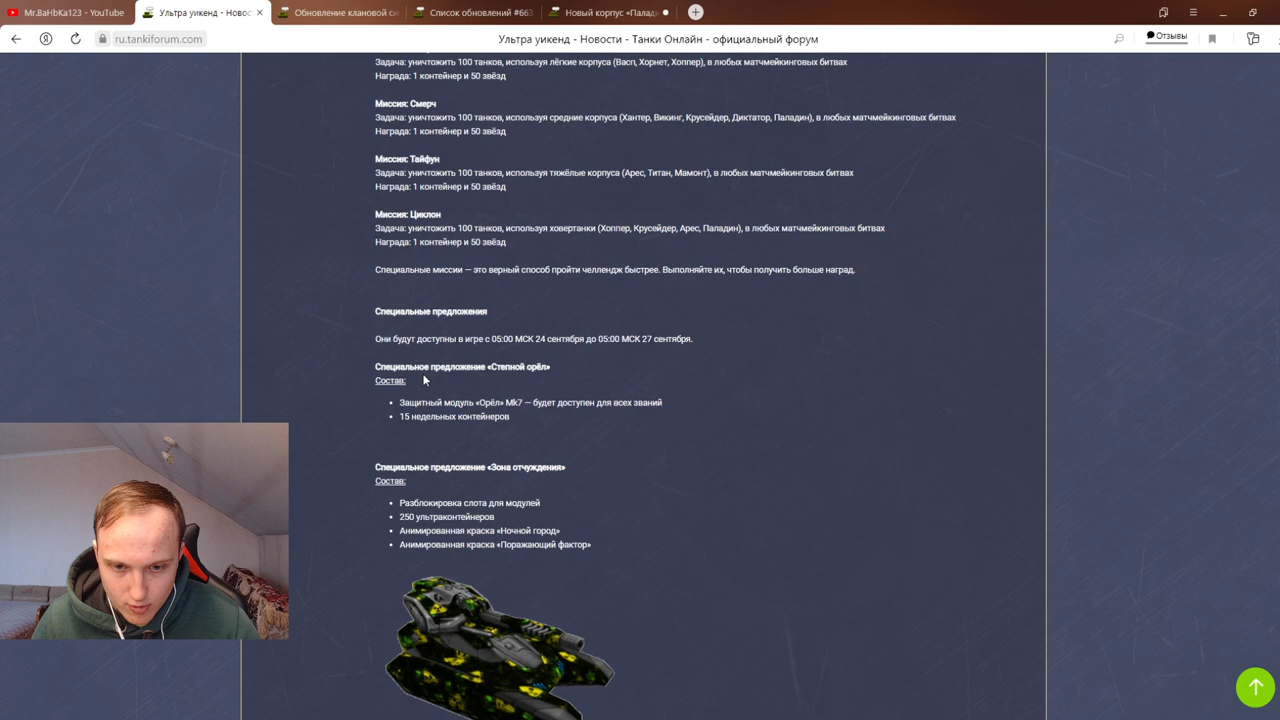 Mr.BaHbKa123 - YouTube
Ультра уикенд - Новос
Обновление клановой си
Список обновлений #663
Новый корпус «Палад
ru.tankiforum.com
Ультра уикенд - Новости - Танки Онлайн - официальный форум
Отзывы
Задача: уничтожить 100 танков, используя лёгкие корпуса (Васп, Хорнет, Хоппер), в любых матчмейкинговых битвах
Награда: 1 контейнер и 50 звёзд
Миссия: Смерч
Задача: уничтожить 100 танков, используя средние корпуса (Хантер, Викинг, Крусейдер, Диктатор, Паладин), в любых матчмейкинговых битвах
Награда: 1 контейнер и 50 звёзд
Миссия: Тайфун
Задача: уничтожить 100 танков, используя тяжёлые корпуса (Арес, Титан, Мамонт), в любых матчмейкинговых битвах
Награда: 1 контейнер и 50 звёзд
Миссия: Циклон
Задача: уничтожить 100 танков, используя ховертанки (Хоппер, Крусейдер, Арес, Паладин), в любых матчмейкинговых битвах
Награда: 1 контейнер и 50 звёзд
Специальные миссии — это верный способ пройти челлендж быстрее. Выполняйте их, чтобы получить больше наград.
Специальные предложения
Они будут доступны в игре с 05:00 МСК 24 сентября до 05:00 МСК 27 сентября.
Специальное предложение «Степной орёл»
Состав:
• Защитный модуль «Орёл» Mk7 — будет доступен для всех званий
• 15 недельных контейнеров
Специальное предложение «Зона отчуждения»
Состав:
• Разблокировка слота для модулей
• 250 ультраконтейнеров
• Анимированная краска «Ночной город»
• Анимированная краска «Поражающий фактор»